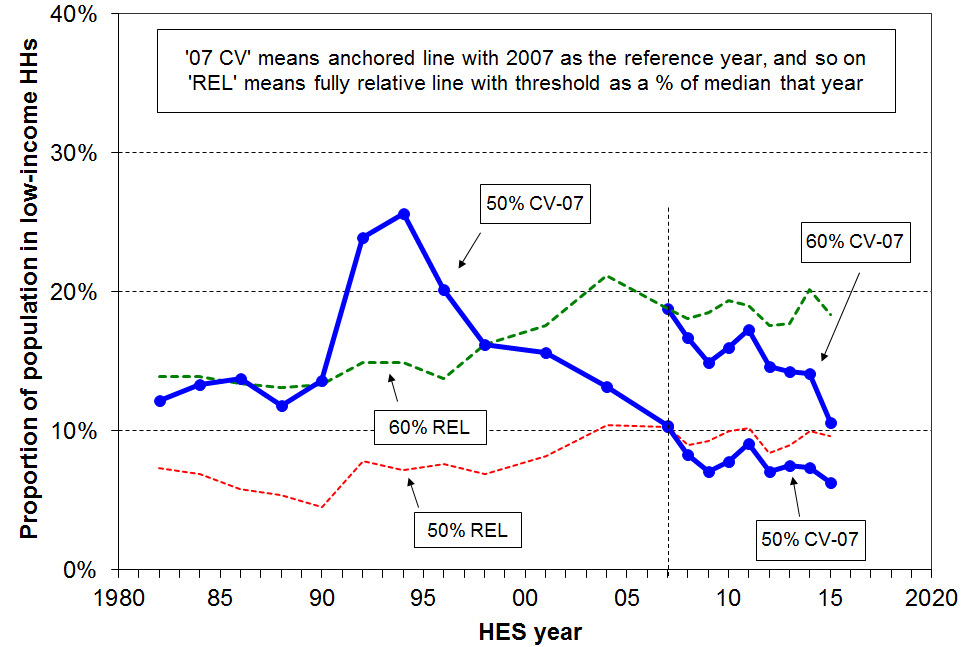 40%
'07 CV' means anchored line with 2007 as the reference year, and so on
'REL' means fully relative line with threshold as a % of median that year
Proportion of population in low-income HHs
30%
50% CV-07
60% CV-07
20%
60% REL
10%
50% REL
50% CV-07
0%
1980 85 90 95 00 05 10 15 2020
HES year